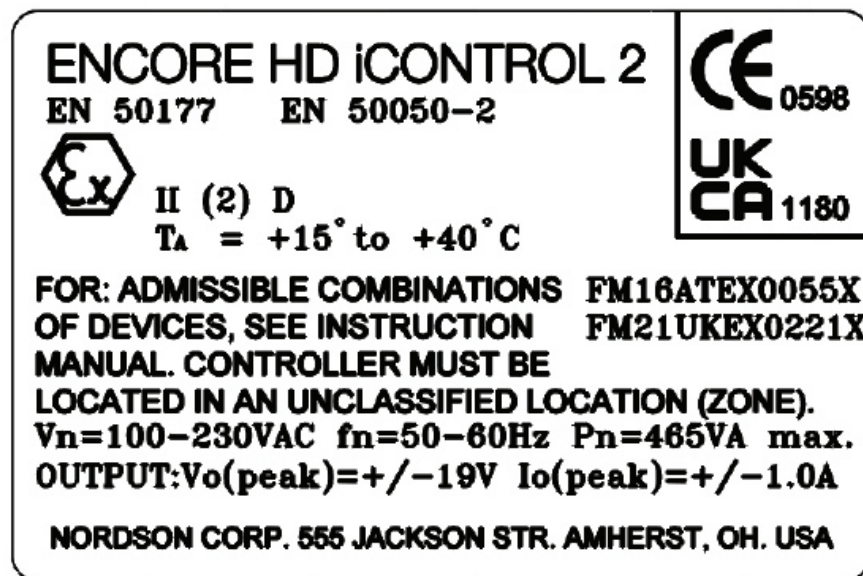 ENCORE HD iCONTROL 2
EN 50177 EN 50050-2
CE 0598
UK
CA 1180
Ex
II (2) D
TA = +15° to +40°C
FOR: ADMISSIBLE COMBINATIONS FM16ATEX0055X
OF DEVICES, SEE INSTRUCTION FM21UKEX0221X
MANUAL. CONTROLLER MUST BE
LOCATED IN AN UNCLASSIFIED LOCATION (ZONE).
Vn=100-230VAC fn=50-60Hz Pn=465VA max.
OUTPUT:Vo(peak)=+/-19V Io(peak)=+/-1.0A
NORDSON CORP. 555 JACKSON STR. AMHERST, OH. USA